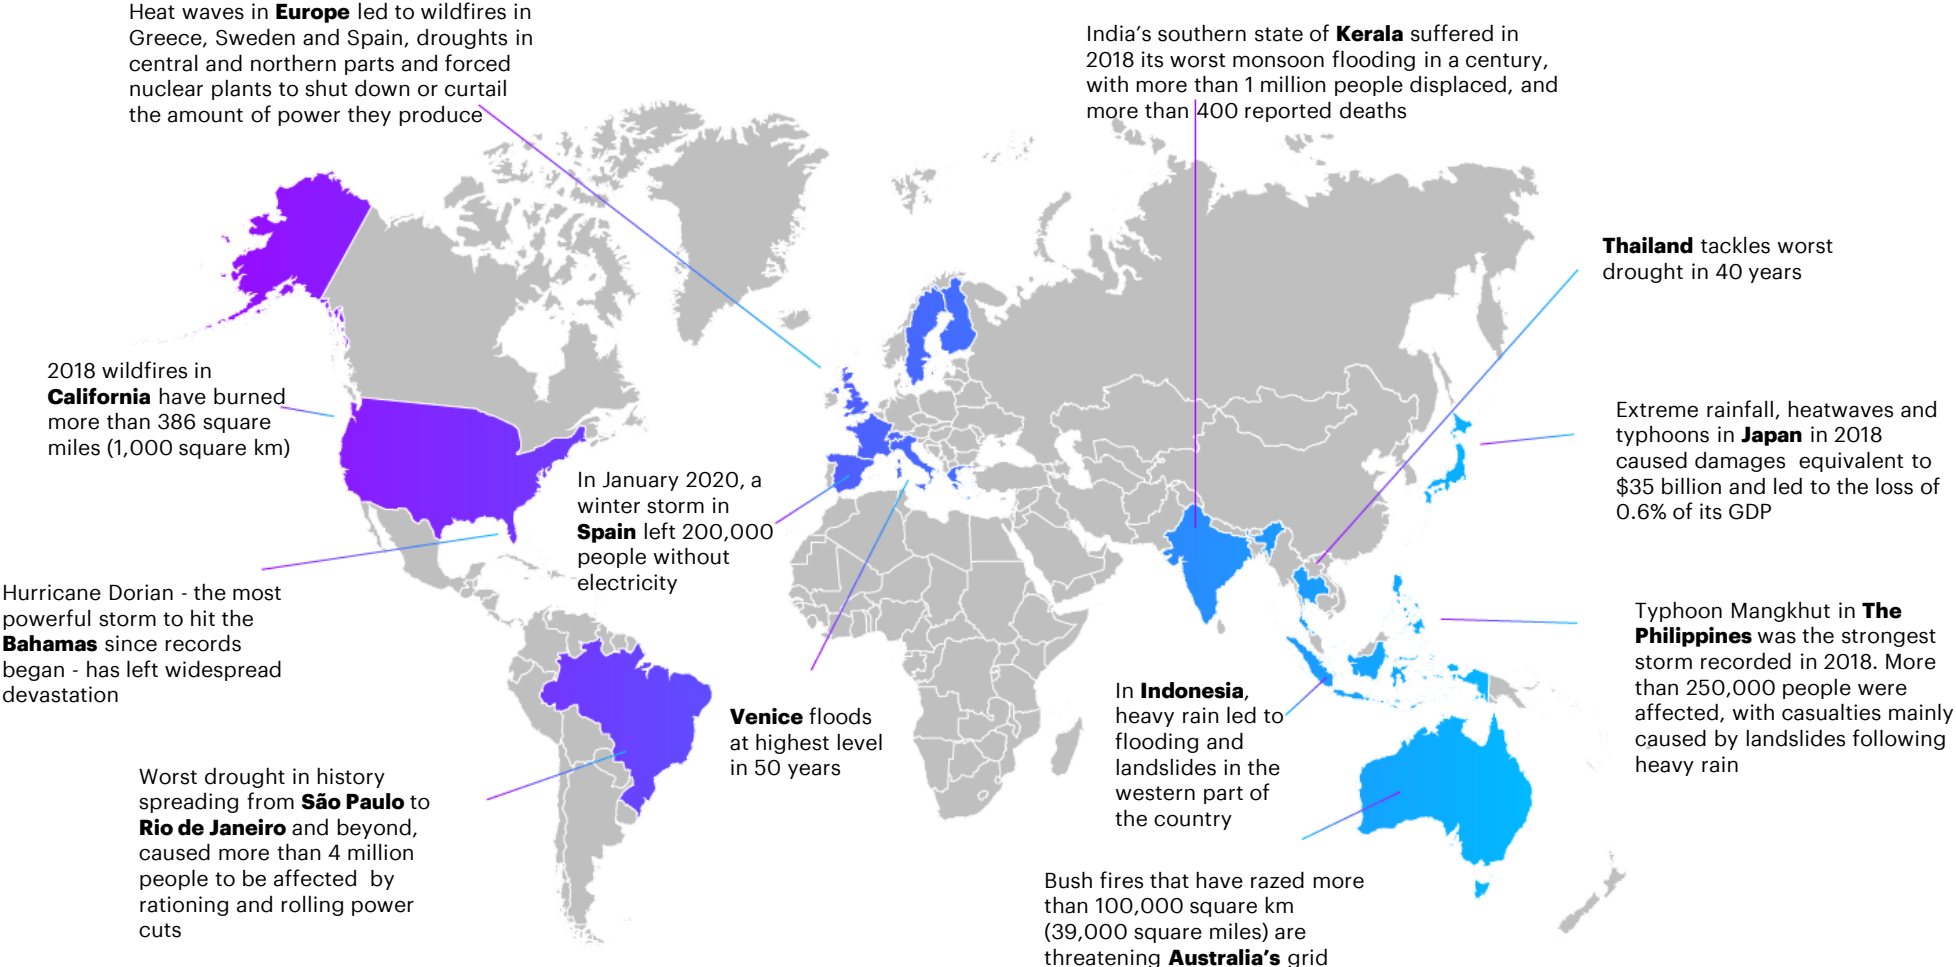 Heat waves in Europe led to wildfires in
Greece, Sweden and Spain, droughts in
central and northern parts and forced
nuclear plants to shut down or curtail
the amount of power they produce
India’s southern state of Kerala suffered in
2018 its worst monsoon flooding in a century,
with more than 1 million people displaced, and
more than 400 reported deaths
Thailand tackles worst
drought in 40 years
2018 wildfires in
California have burned
more than 386 square
miles (1,000 square km)
Extreme rainfall, heatwaves and
typhoons in Japan in 2018
caused damages equivalent to
$35 billion and led to the loss of
0.6% of its GDP
In January 2020, a
winter storm in
Spain left 200,000
people without
electricity
Hurricane Dorian - the most
powerful storm to hit the
Bahamas since records
began - has left widespread
devastation
Typhoon Mangkhut in The
Philippines was the strongest
storm recorded in 2018. More
than 250,000 people were
affected, with casualties mainly
caused by landslides following
heavy rain
In Indonesia,
heavy rain led to
flooding and
landslides in the
western part of
the country
Venice floods
at highest level
in 50 years
Worst drought in history
spreading from São Paulo to
Rio de Janeiro and beyond,
caused more than 4 million
people to be affected by
rationing and rolling power
cuts
Bush fires that have razed more
than 100,000 square km
(39,000 square miles) are
threatening Australia’s grid